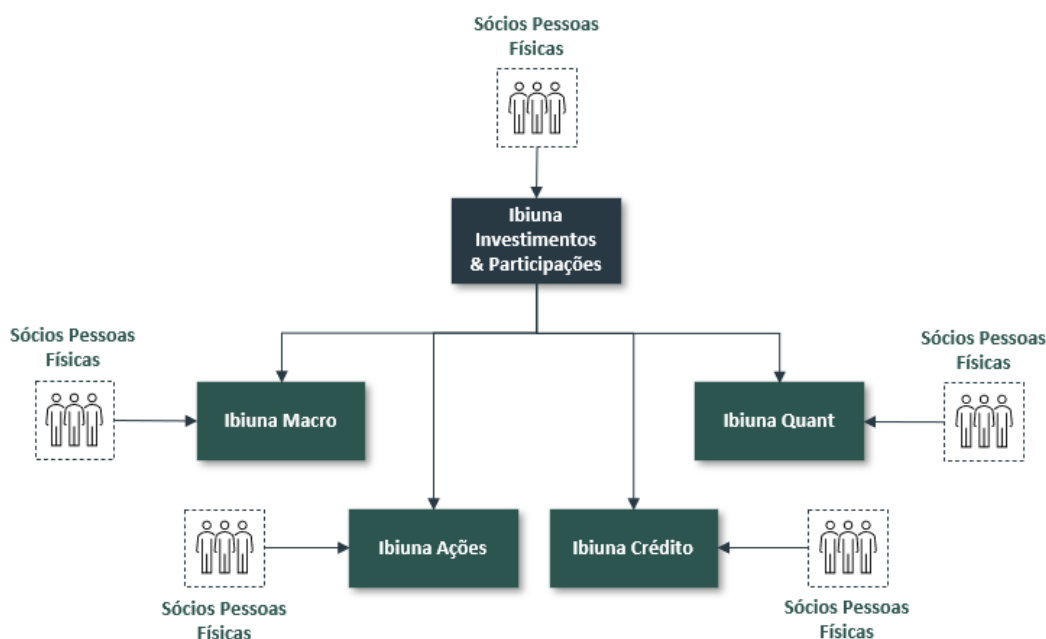 Sócios Pessoas
Físicas
Ibiuna
Investimentos
& Participações
Sócios Pessoas
Físicas
Sócios Pessoas
Físicas
Ibiuna Macro
Ibiuna Quant
Ibiuna Ações
Ibiuna Crédito
Sócios Pessoas
Físicas
Sócios Pessoas
Físicas